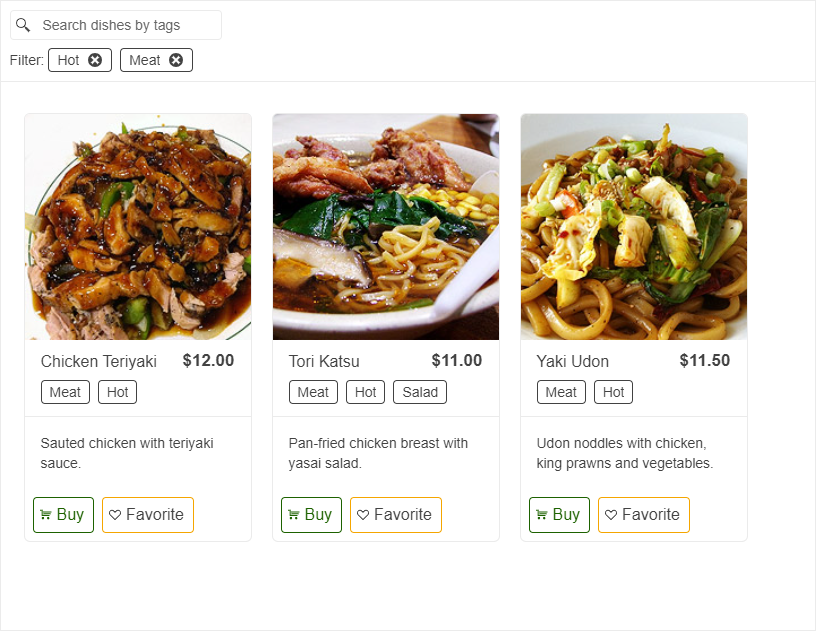 Search dishes by tags
Filter: Hot Meat
Chicken Teriyaki $12.00
Meat Hot
Sauted chicken with teriyaki
sauce.
Buy Favorite
Tori Katsu $11.00
Meat Hot Salad
Pan-fried chicken breast with
yasai salad.
Buy Favorite
Yaki Udon $11.50
Meat Hot
Udon noddles with chicken,
king prawns and vegetables.
Buy Favorite